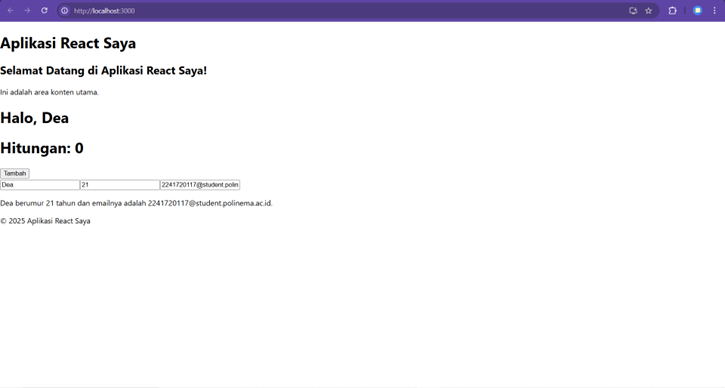 http://localhost:3000
Aplikasi React Saya
Selamat Datang di Aplikasi React Saya!
Ini adalah area konten utama.
Halo, Dea
Hitungan: 0
Tambah
Dea 21 2241720117@student.polin
Dea berumur 21 tahun dan emailnya adalah 2241720117@student.polinema.ac.id.
© 2025 Aplikasi React Saya